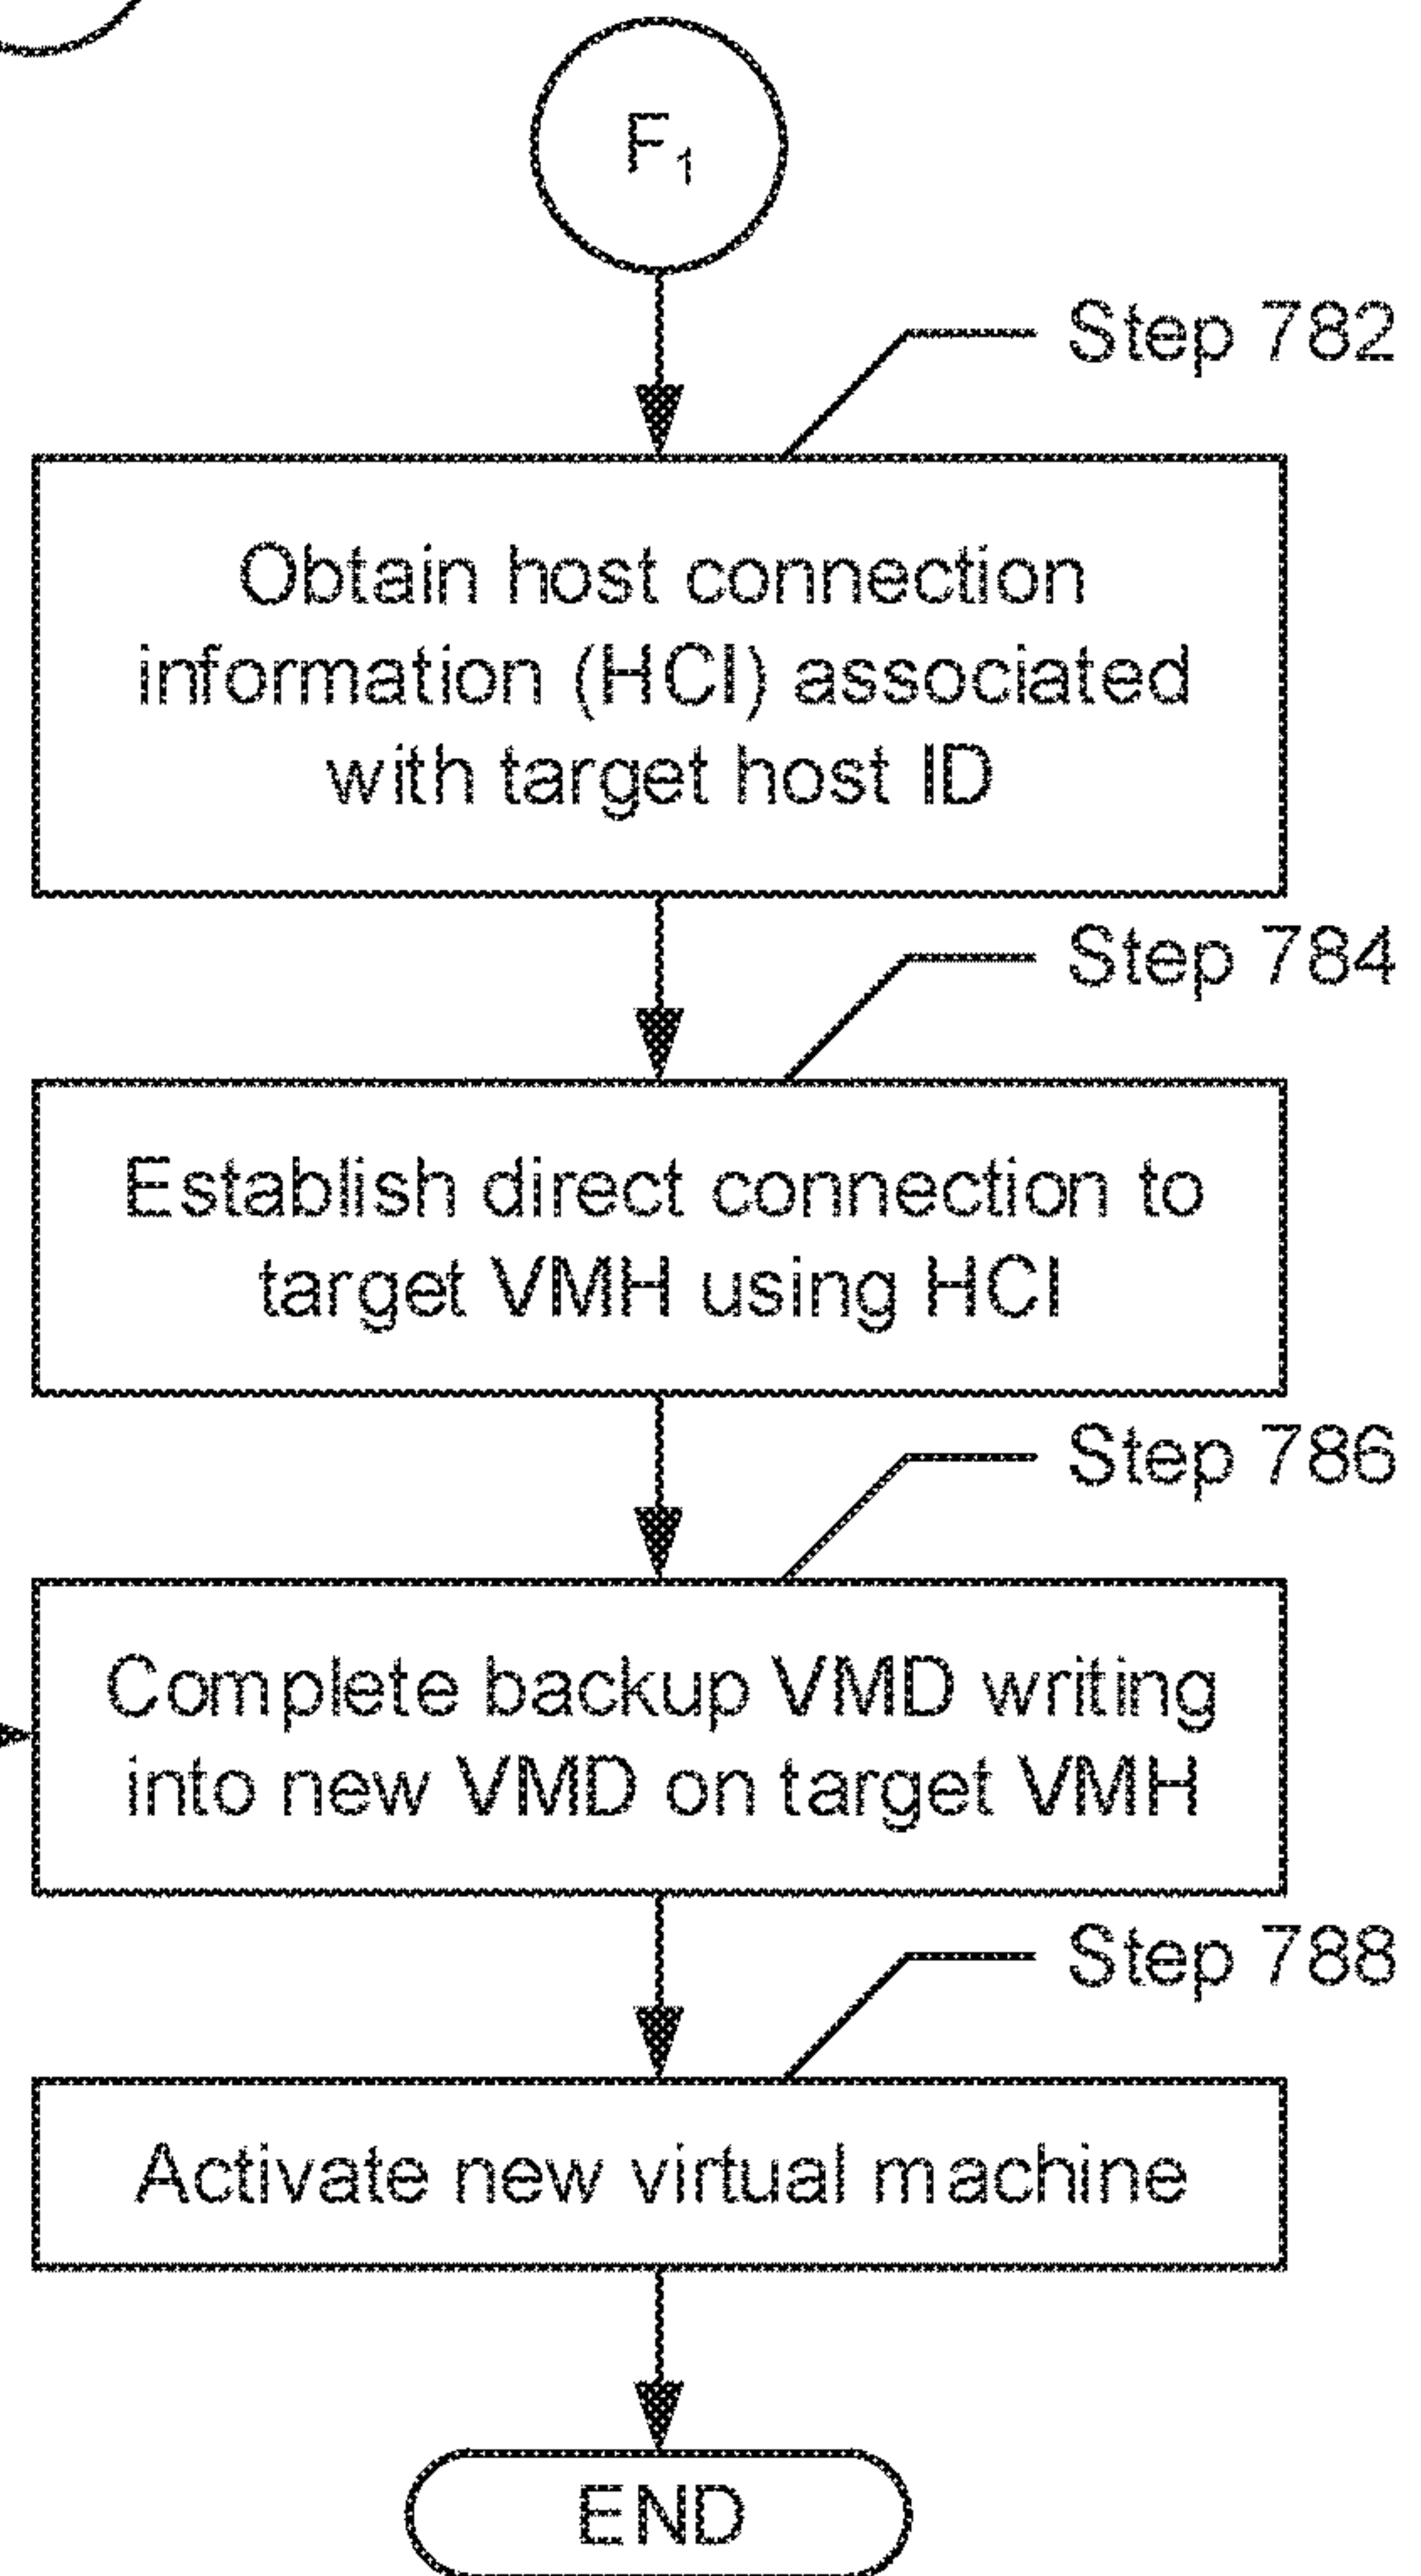 F₁
Step 782
Obtain host connection
information (HCI) associated
with target host ID
Step 784
Establish direct connection to
target VMH using HCI
Step 786
Complete backup VMD writing
into new VMD on target VMH
Step 788
Activate new virtual machine
END